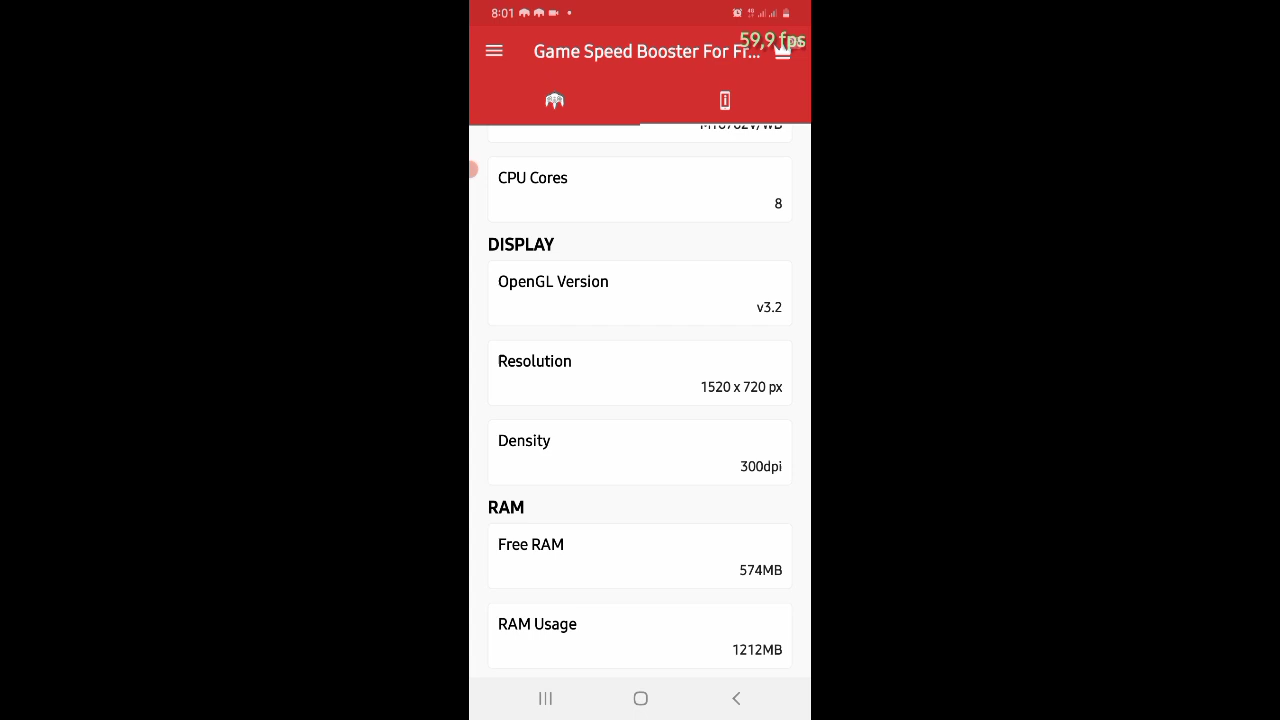 8:01
59,9 fps
Game Speed Booster For Fr...
CPU Cores
8
DISPLAY
OpenGL Version
v3.2
Resolution
1520 x 720 px
Density
300dpi
RAM
Free RAM
574MB
RAM Usage
1212MB